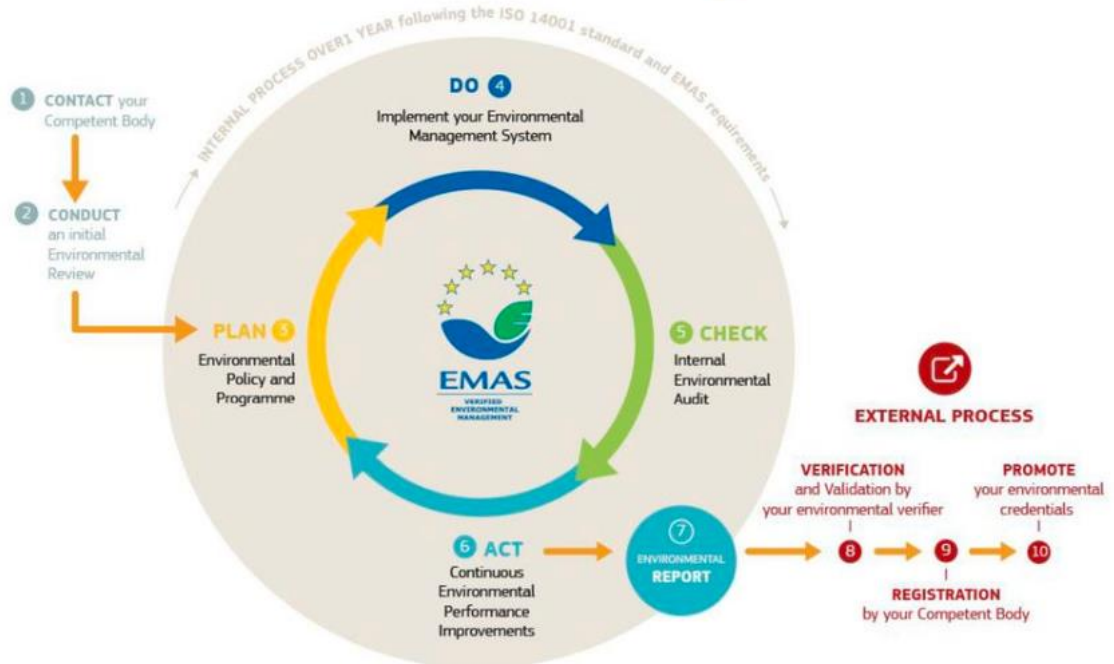 INTERNAL PROCESS OVER1 YEAR following the ISO 14001 standard and EMAS requirements
1 CONTACT your
Competent Body
2 CONDUCT
an initial
Environmental
Review
PLAN 3
Environmental
Policy and
Programme
DO 4
Implement your Environmental
Management System
EMAS
VERIFIED
ENVIRONMENTAL
MANAGEMENT
5 CHECK
Internal
Environmental
Audit
6 ACT
Continuous
Environmental
Performance
Improvements
7
ENVIRONMENTAL
REPORT
EXTERNAL PROCESS
VERIFICATION
and Validation by
your environmental verifier
8
9
REGISTRATION
by your Competent Body
PROMOTE
your environmental
credentials
10